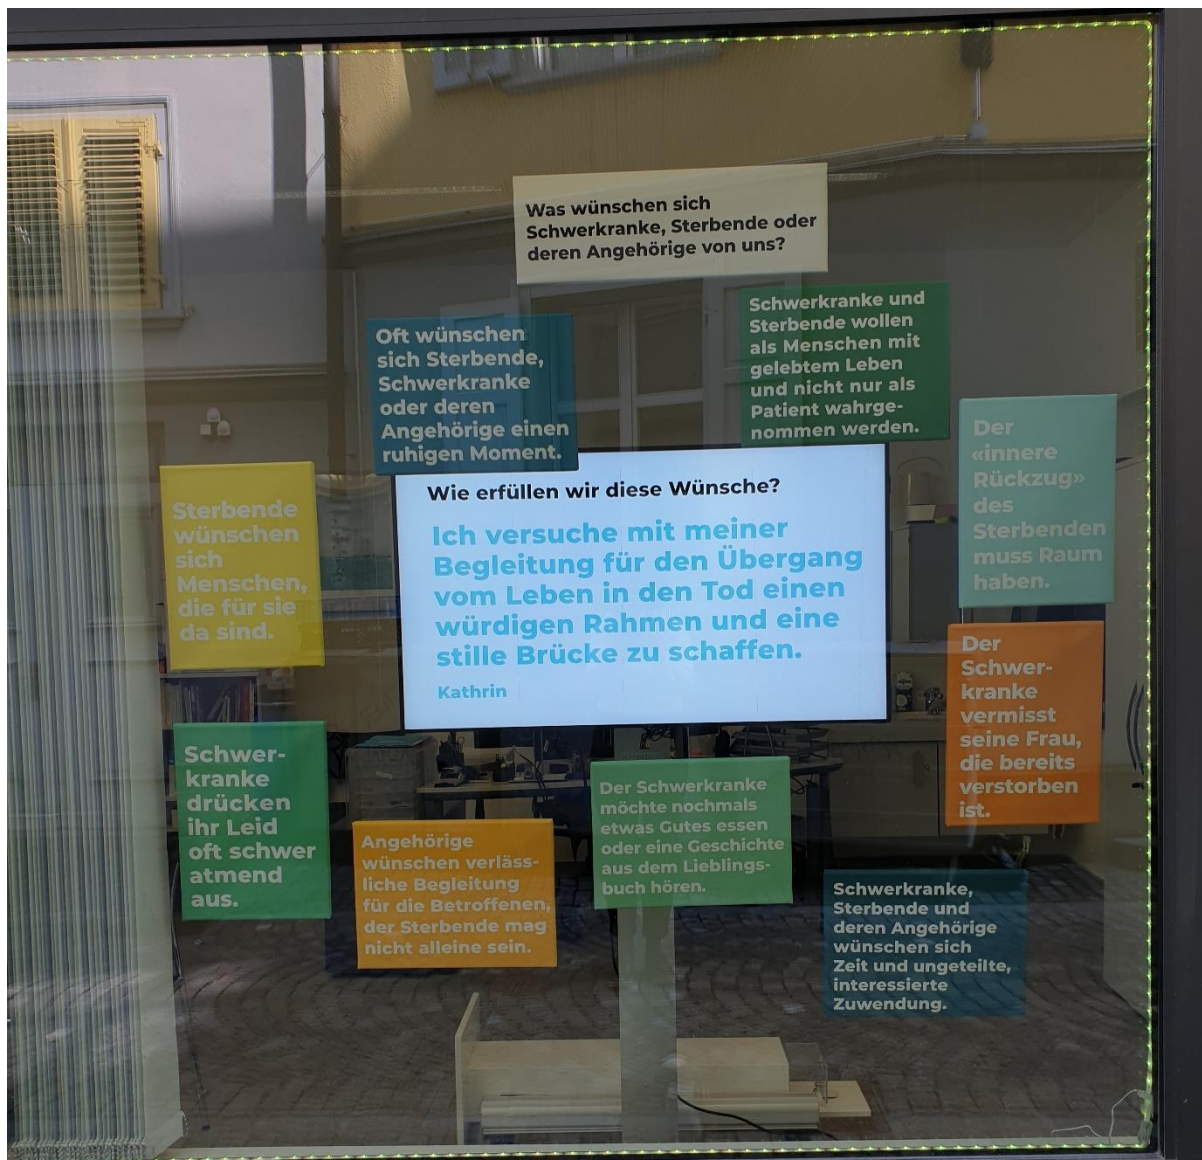 Was wünschen sich
Schwerkranke, Sterbende oder
deren Angehörige von uns?
Oft wünschen
sich Sterbende,
Schwerkranke
oder deren
Angehörige einen
ruhigen Moment.
Schwerkranke und
Sterbende wollen
als Menschen mit
gelebtem Leben
und nicht nur als
Patient wahrge-
nommen werden.
Der
«innere
Rückzug»
des
Sterbenden
muss Raum
haben.
Sterbende
wünschen
sich
Menschen,
die für sie
da sind.
Wie erfüllen wir diese Wünsche?
Ich versuche mit meiner
Begleitung für den Übergang
vom Leben in den Tod einen
würdigen Rahmen und eine
stille Brücke zu schaffen.
Kathrin
Der
Schwer-
kranke
vermisst
seine Frau,
die bereits
verstorben
ist.
Schwer-
kranke
drücken
ihr Leid
oft schwer
atmend
aus.
Angehörige
wünschen verläss-
liche Begleitung
für die Betroffenen,
der Sterbende mag
nicht alleine sein.
Der Schwerkranke
möchte nochmals
etwas Gutes essen
oder eine Geschichte
aus dem Lieblings-
buch hören.
Schwerkranke,
Sterbende und
deren Angehörige
wünschen sich
Zeit und ungeteilte,
interessierte
Zuwendung.